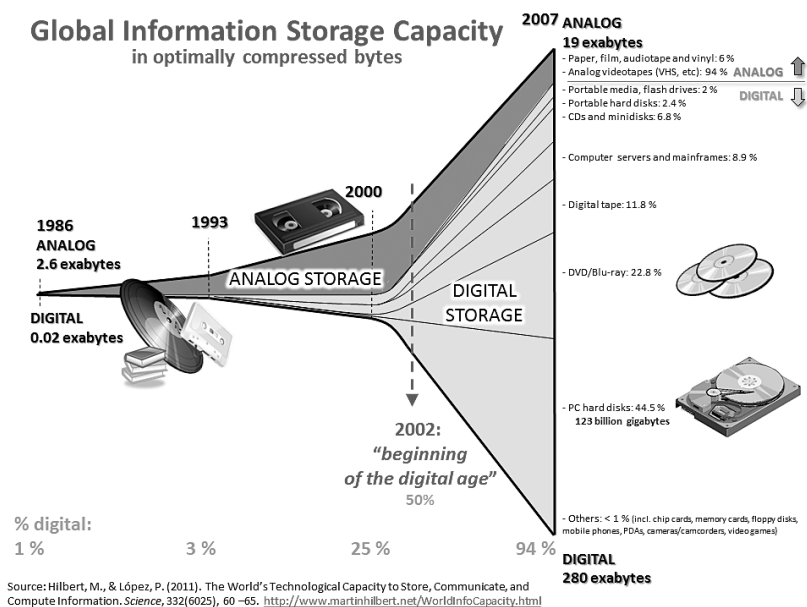 Global Information Storage Capacity
in optimally compressed bytes
2007 ANALOG
19 exabytes
- Paper, film, audiotape and vinyl: 6 %
- Analog videotapes (VHS, etc): 94 %
ANALOG
- Portable media, flash drives: 2 %
DIGITAL
- Portable hard disks: 2.4 %
- CDs and minidisks: 6.8 %
- Computer servers and mainframes: 8.9 %
- Digital tape: 11.8 %
- DVD/Blu-ray: 22.8 %
- PC hard disks: 44.5 %
123 billion gigabytes
- Others: < 1 % (incl. chip cards, memory cards, floppy disks,
mobile phones, PDAs, cameras/camcorders, video games)
DIGITAL
280 exabytes
1986
ANALOG
2.6 exabytes
DIGITAL
0.02 exabytes
1993
2000
ANALOG STORAGE
DIGITAL
STORAGE
2002:
"beginning
of the digital age"
50%
% digital:
1 %
3 %
25 %
94 %
Source: Hilbert, M., & López, P. (2011). The World's Technological Capacity to Store, Communicate, and
Compute Information. Science, 332(6025), 60 –65. http://www.martinhilbert.net/WorldInfoCapacity.html